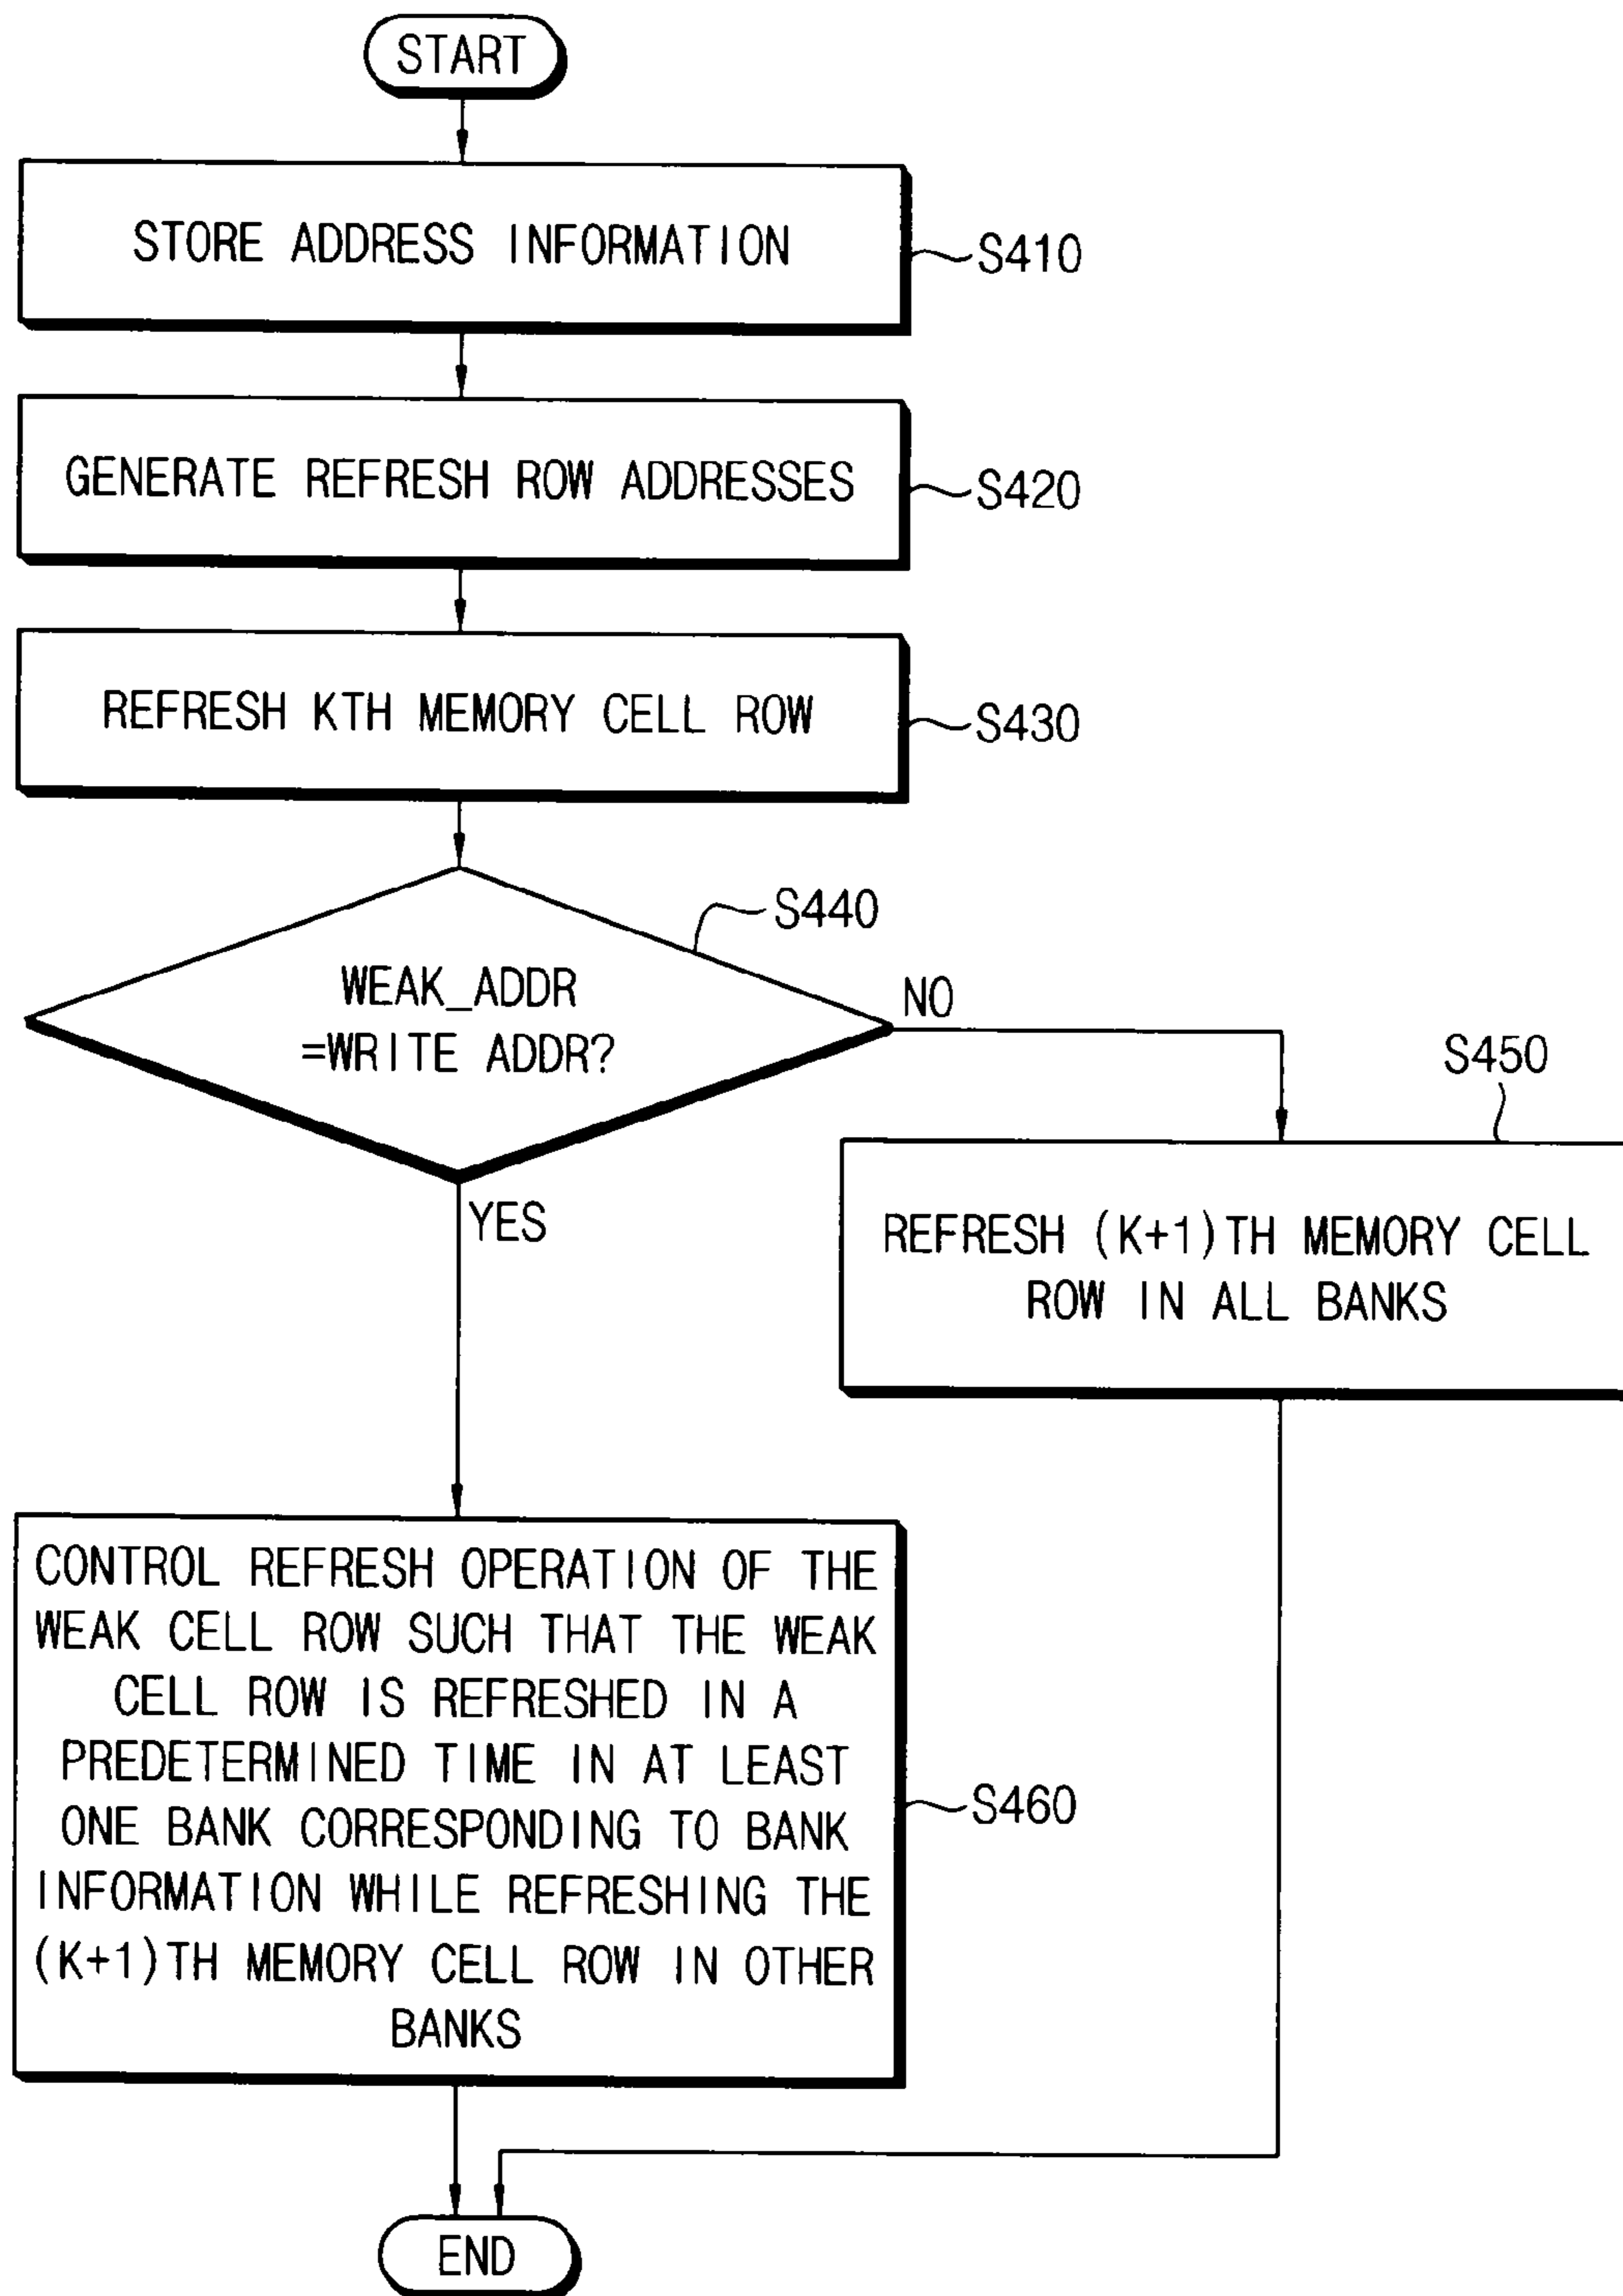 START
STORE ADDRESS INFORMATION
S410
GENERATE REFRESH ROW ADDRESSES
S420
REFRESH KTH MEMORY CELL ROW
S430
S440
WEAK_ADDR
=WRITE ADDR?
NO
YES
S450
REFRESH (K+1)TH MEMORY CELL
ROW IN ALL BANKS
CONTROL REFRESH OPERATION OF THE
WEAK CELL ROW SUCH THAT THE WEAK
CELL ROW IS REFRESHED IN A
PREDETERMINED TIME IN AT LEAST
ONE BANK CORRESPONDING TO BANK
INFORMATION WHILE REFRESHING THE
(K+1)TH MEMORY CELL ROW IN OTHER
BANKS
S460
END